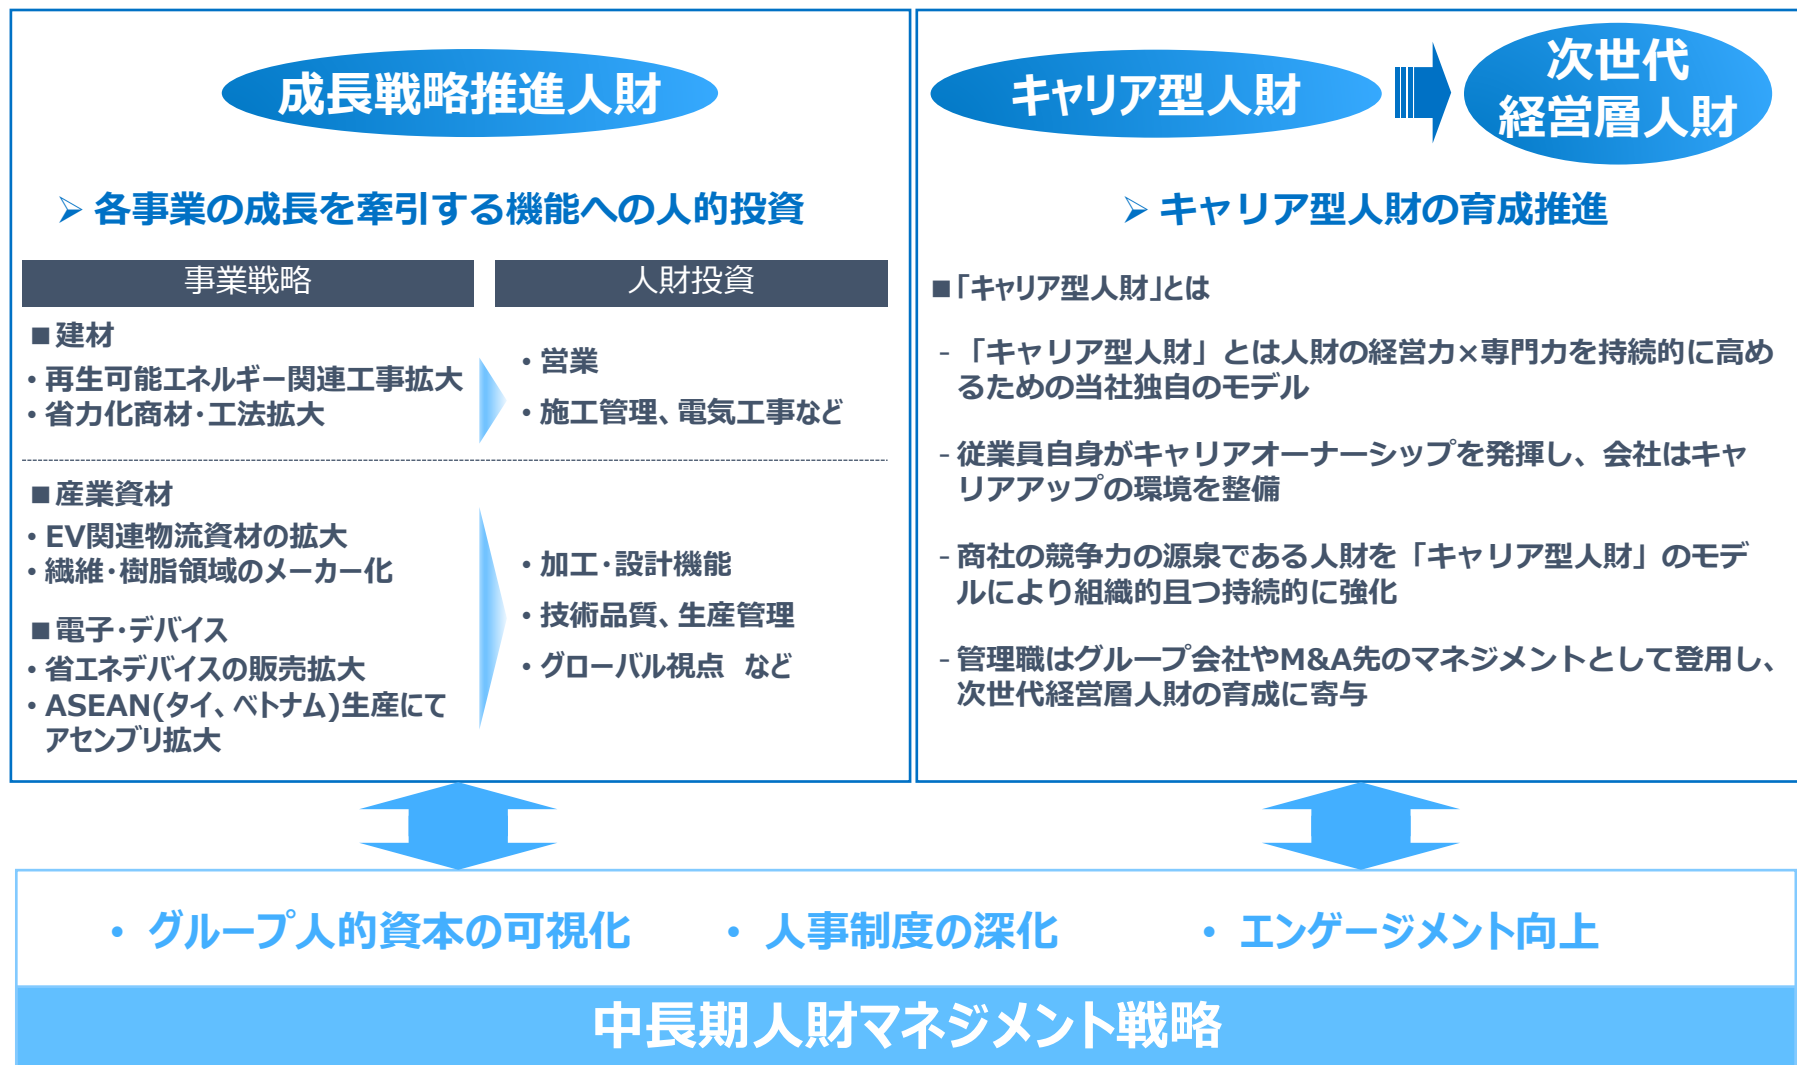 成長戦略推進人財
➢ 各事業の成長を牽引する機能への人的投資
事業戦略
人財投資
■建材
・再生可能エネルギー関連工事拡大
・省力化商材・工法拡大
・営業
・施工管理、電気工事など
■産業資材
・EV関連物流資材の拡大
・繊維・樹脂領域のメーカー化
■電子・デバイス
・省エネデバイスの販売拡大
・ASEAN(タイ、ベトナム)生産にて
アセンブリ拡大
・加工・設計機能
・技術品質、生産管理
・グローバル視点 など
キャリア型人財
次世代
経営層人財
➢ キャリア型人財の育成推進
■「キャリア型人財」とは
- 「キャリア型人財」とは人財の経営力×専門力を持続的に高め
るための当社独自のモデル
- 従業員自身がキャリアオーナーシップを発揮し、会社はキャ
リアアップの環境を整備
- 商社の競争力の源泉である人財を「キャリア型人財」のモデ
ルにより組織的且つ持続的に強化
- 管理職はグループ会社やM&A先のマネジメントとして登用し、
次世代経営層人財の育成に寄与
・ グループ人的資本の可視化
・ 人事制度の深化
・ エンゲージメント向上
中長期人財マネジメント戦略